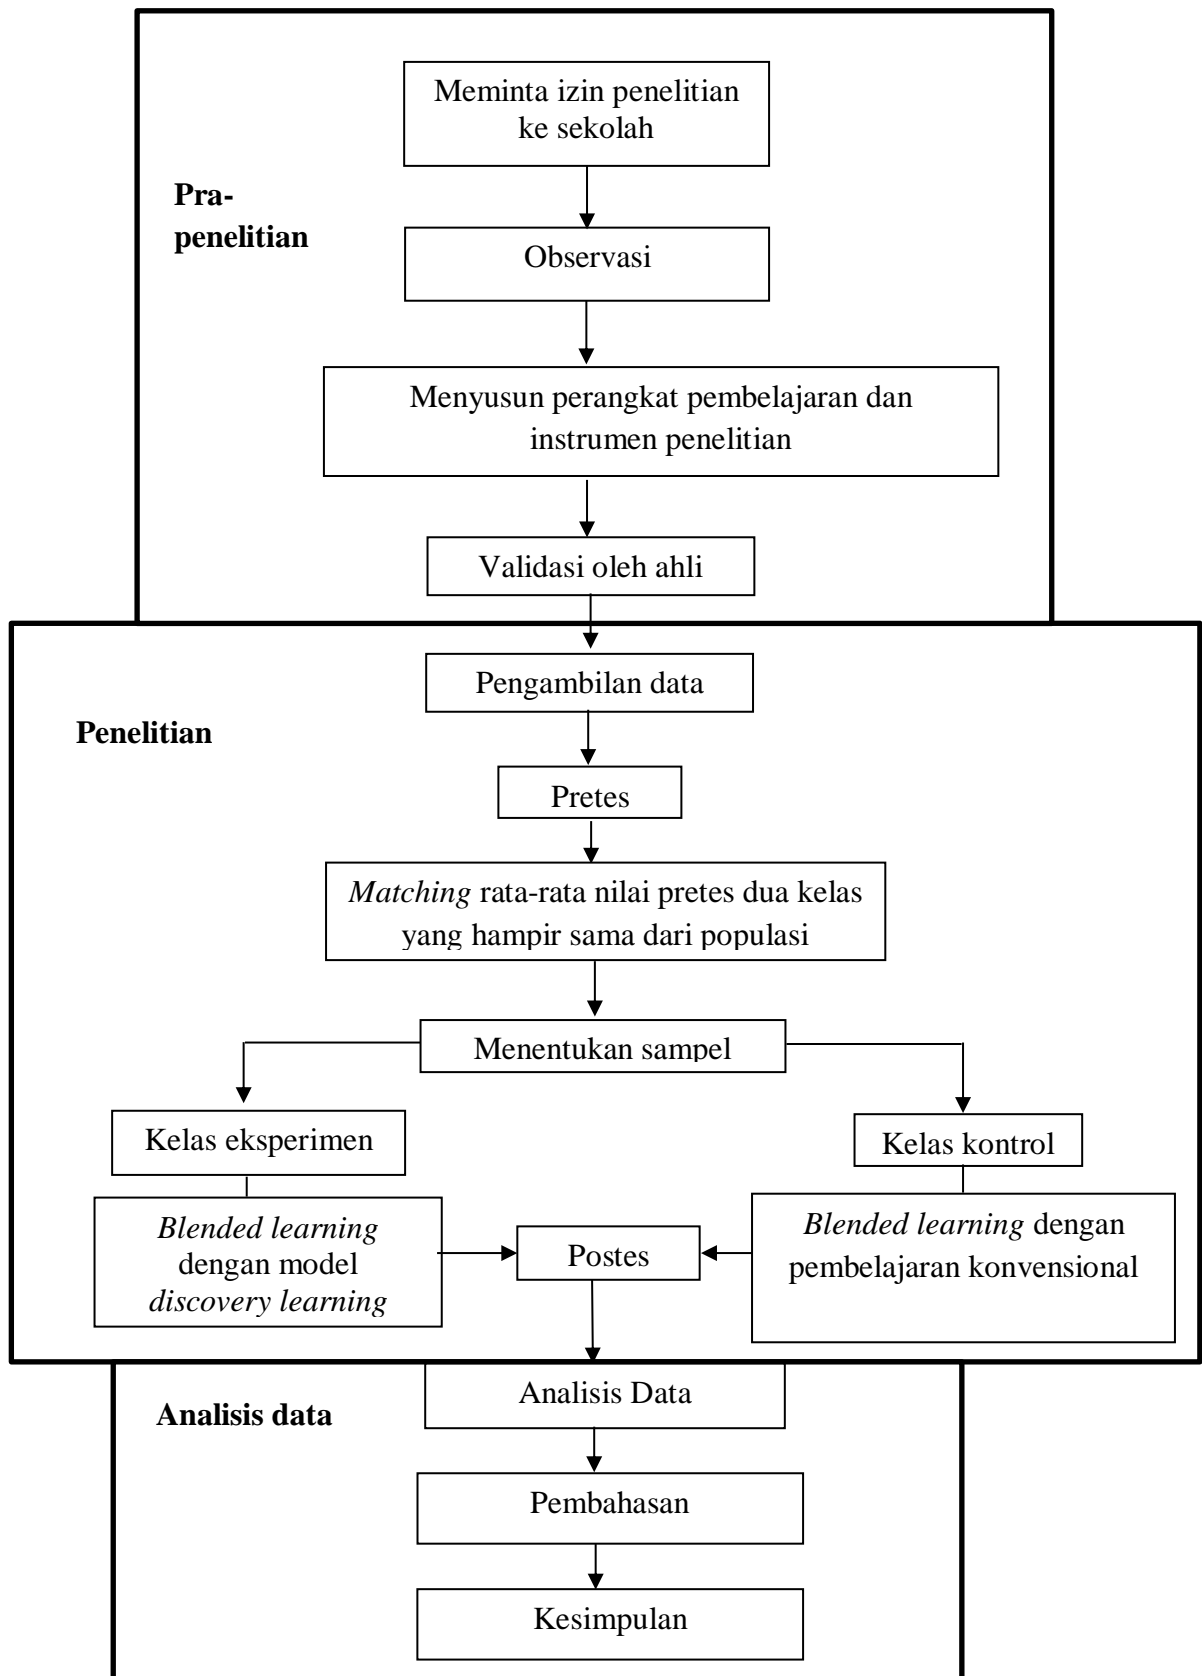 Meminta izin penelitian
ke sekolah
Pra-
penelitian
Observasi
Menyusun perangkat pembelajaran dan
instrumen penelitian
Validasi oleh ahli
Pengambilan data
Penelitian
Pretes
Matching rata-rata nilai pretes dua kelas
yang hampir sama dari populasi
Menentukan sampel
Kelas eksperimen
Kelas kontrol
Blended learning
dengan model
discovery learning
Postes
Blended learning dengan
pembelajaran konvensional
Analisis Data
Analisis data
Pembahasan
Kesimpulan